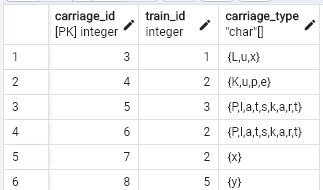 carriage_id train_id carriage_type
[PK] integer integer "char"[]
1 3 1 {L,u,x}
2 4 2 {K,u,p,e}
3 5 3 {P,l,a,t,s,k,a,r,t}
4 6 2 {P,l,a,t,s,k,a,r,t}
5 7 2 {x}
6 8 5 {y}